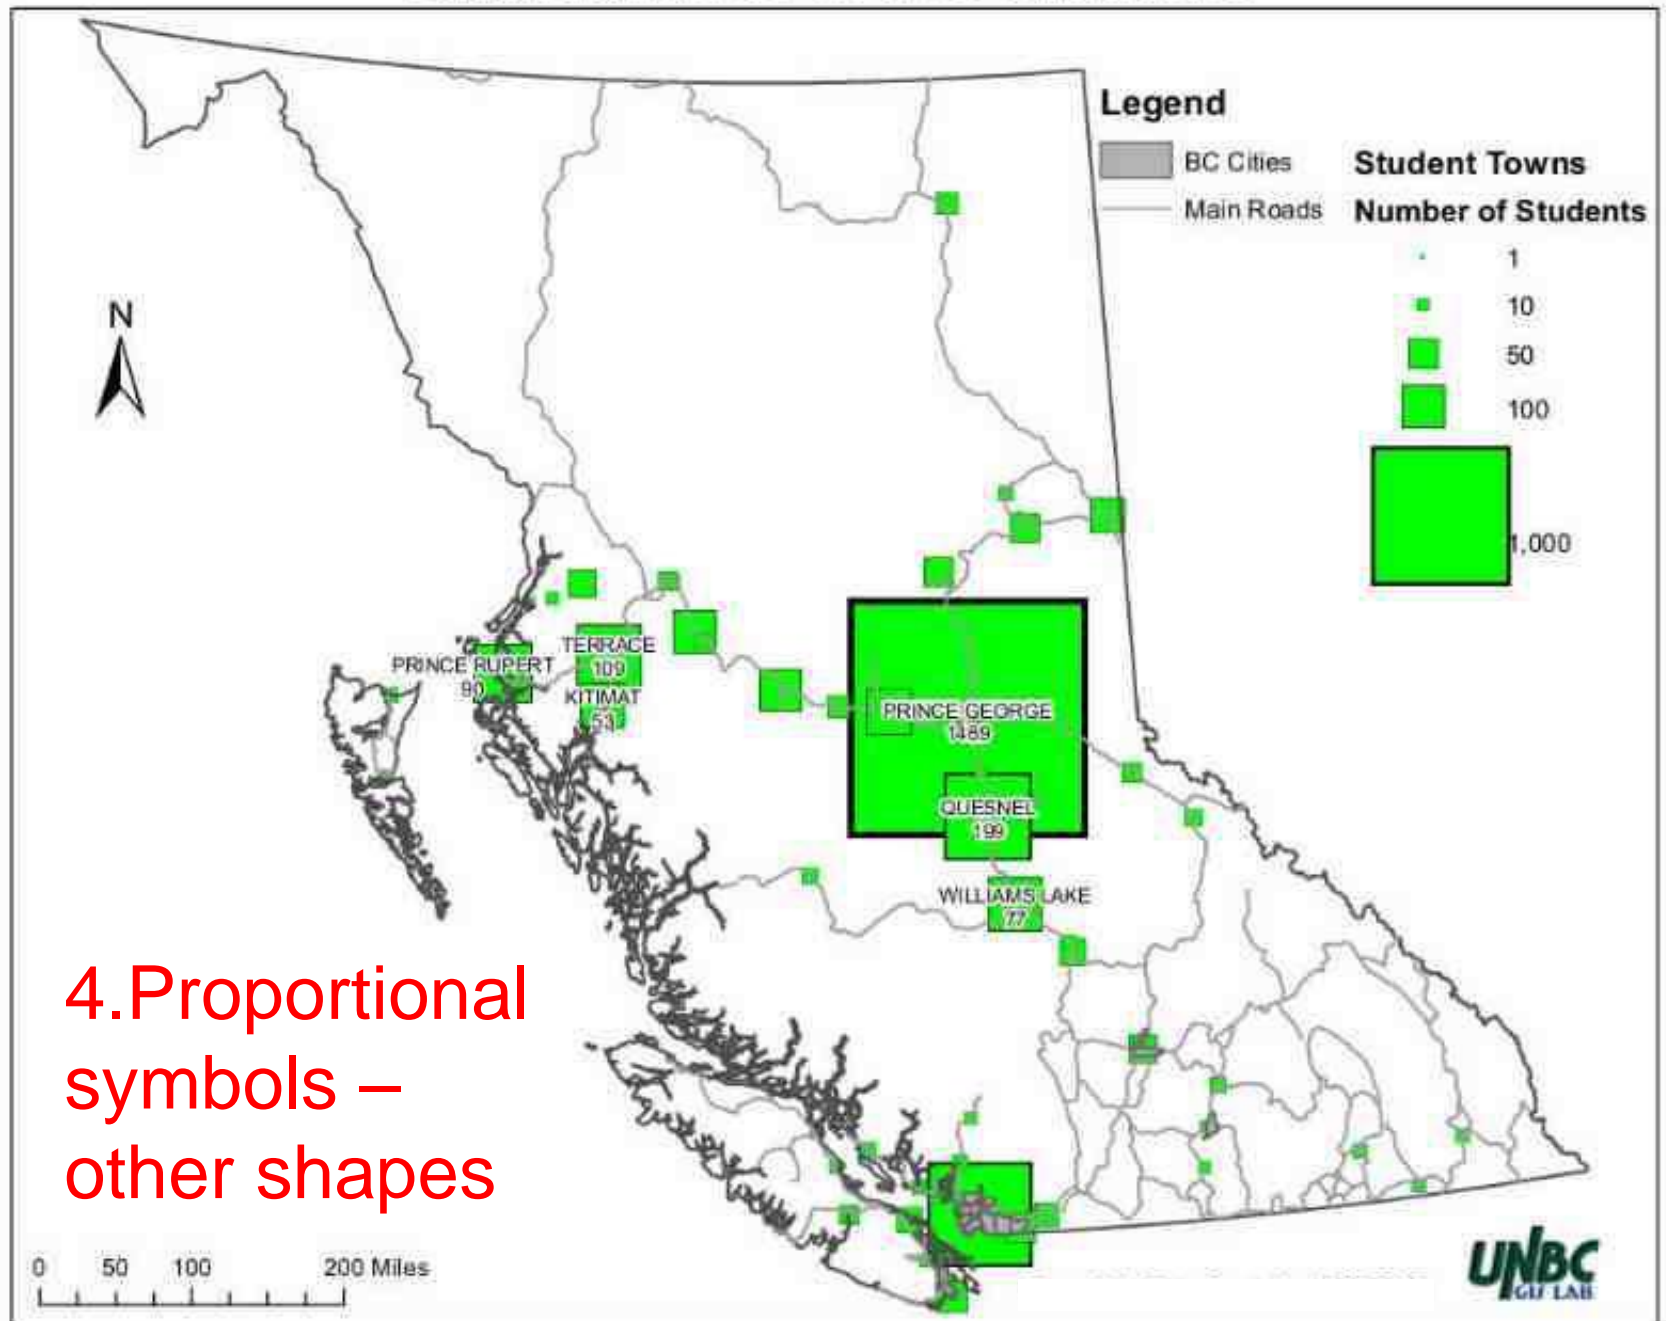 Legend
BC Cities
Main Roads
Student Towns
Number of Students
1
10
50
100
1,000
N
TERRACE
109
PRINCE RUPERT
90
KITIMAT
53
PRINCE GEORGE
1489
QUESNEL
199
WILLIAMS LAKE
77
4.Proportional
symbols –
other shapes
0 50 100 200 Miles
UNBC
GIS LAB